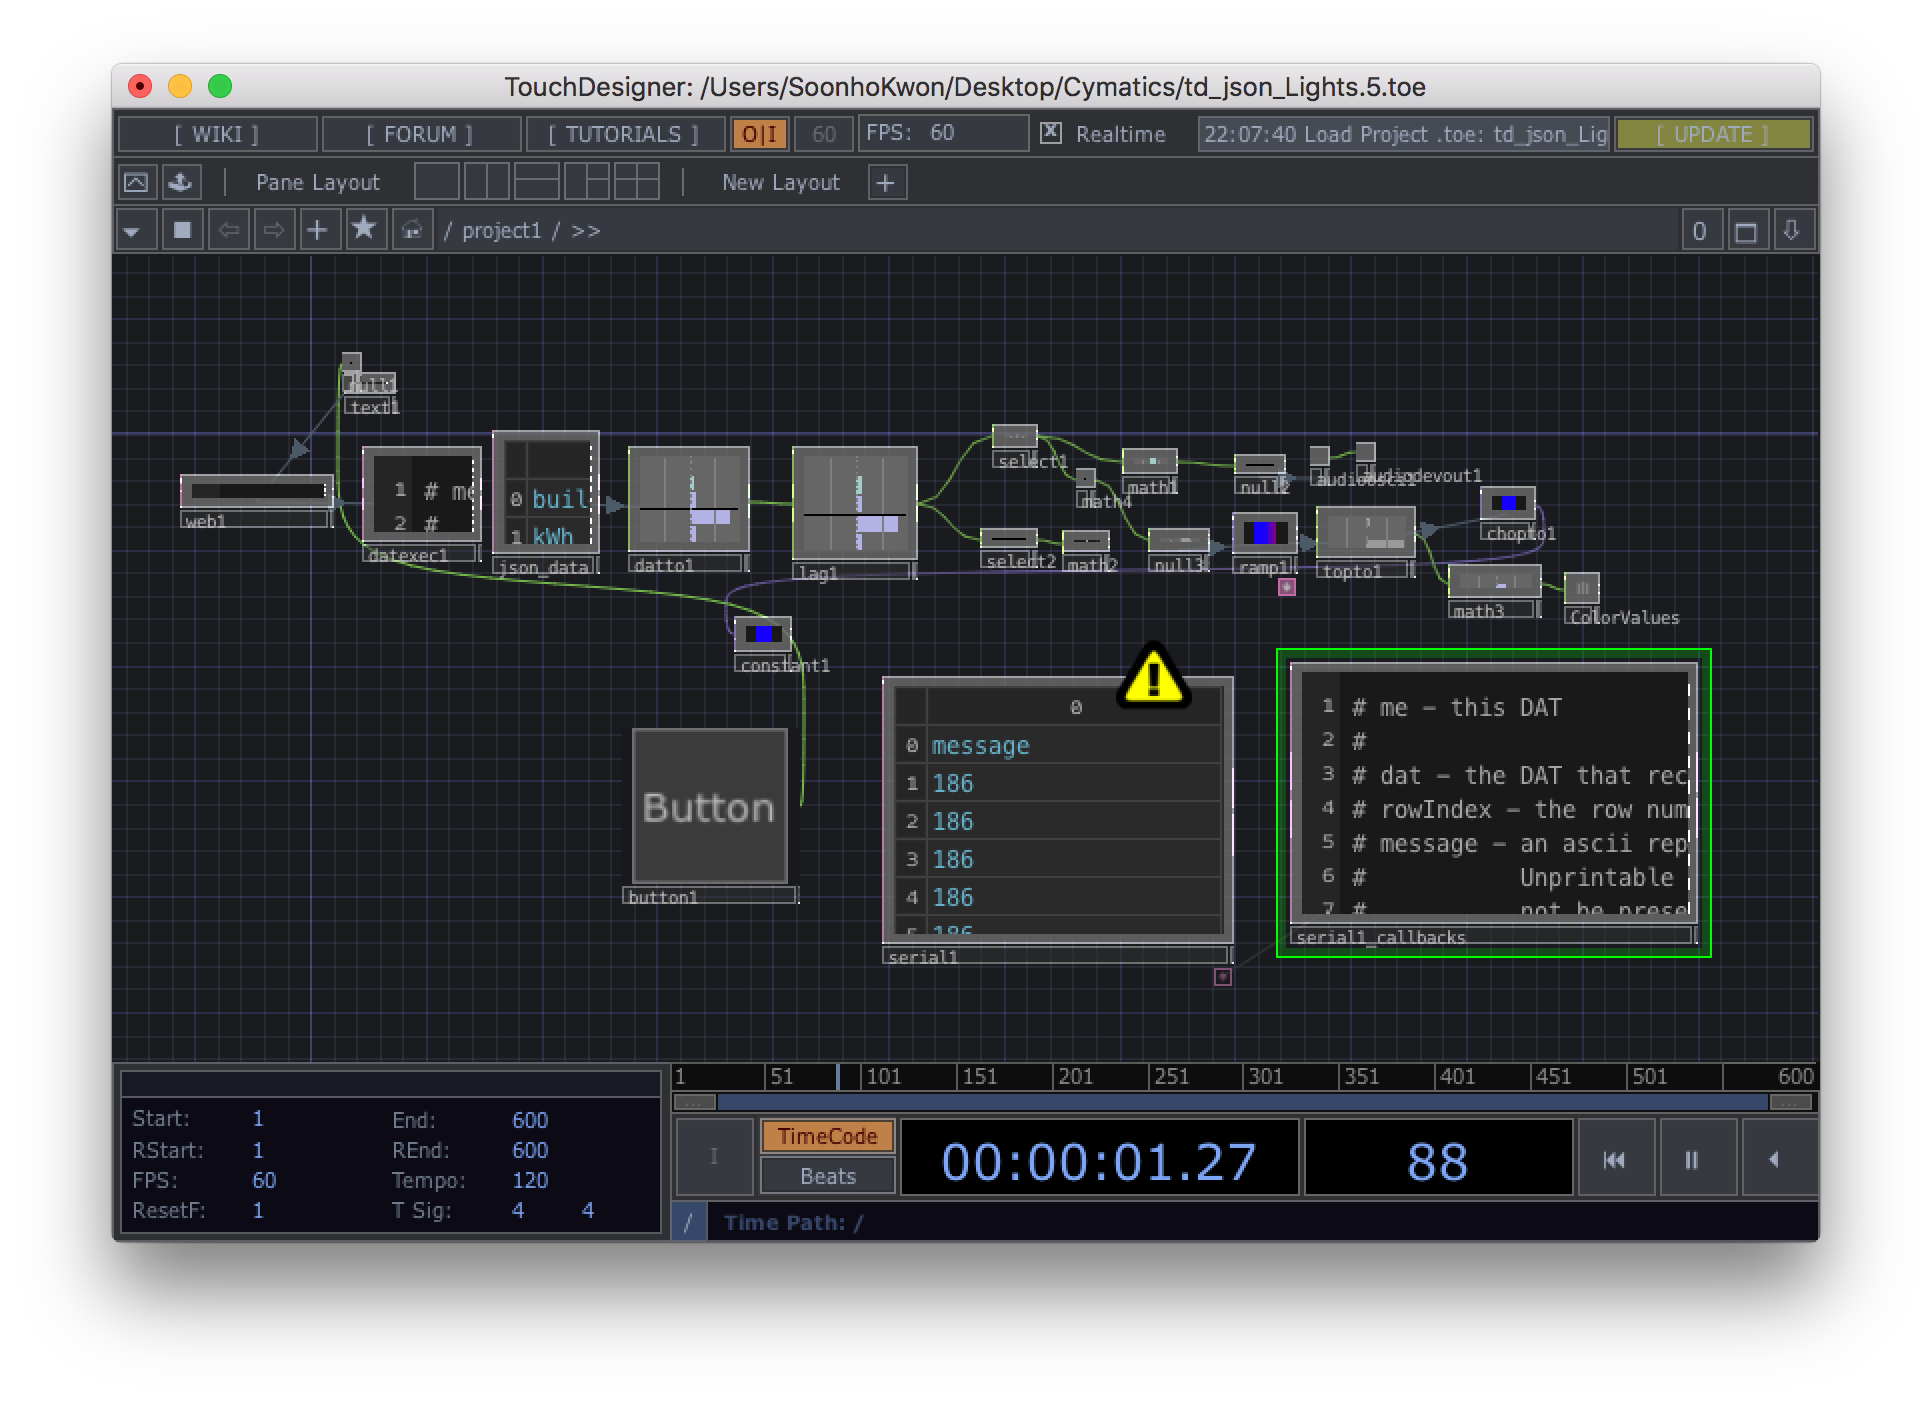 TouchDesigner: /Users/SoonhoKwon/Desktop/Cymatics/td_json_Lights.5.toe
[ WIKI ] [ FORUM ] [ TUTORIALS ] O|I 60 FPS: 60 X Realtime 22:07:40 Load Project .toe: td_json_Lig [ UPDATE ]
Pane Layout New Layout +
+ / project1 / >> 0
null1
text1
web1
1 # me
2 #
datexec1
0 buil
1 kWh
json_data
datto1
lag1
select1
math4
math1
null2
audiodevout1
select2
math2
null3
ramp1
topto1
chopto1
math3
ColorValues
constant1
Button
button1
0
0 message
1 186
2 186
3 186
4 186
5 186
serial1
1 # me - this DAT
2 #
3 # dat - the DAT that rec
4 # rowIndex - the row num
5 # message - an ascii rep
6 # Unprintable
7 # not be prese
serial1_callbacks
1 51 101 151 201 251 301 351 401 451 501 600
Start: 1 End: 600
RStart: 1 REnd: 600
FPS: 60 Tempo: 120
ResetF: 1 T Sig: 4 4
I TimeCode Beats 00:00:01.27 88
/ Time Path: /